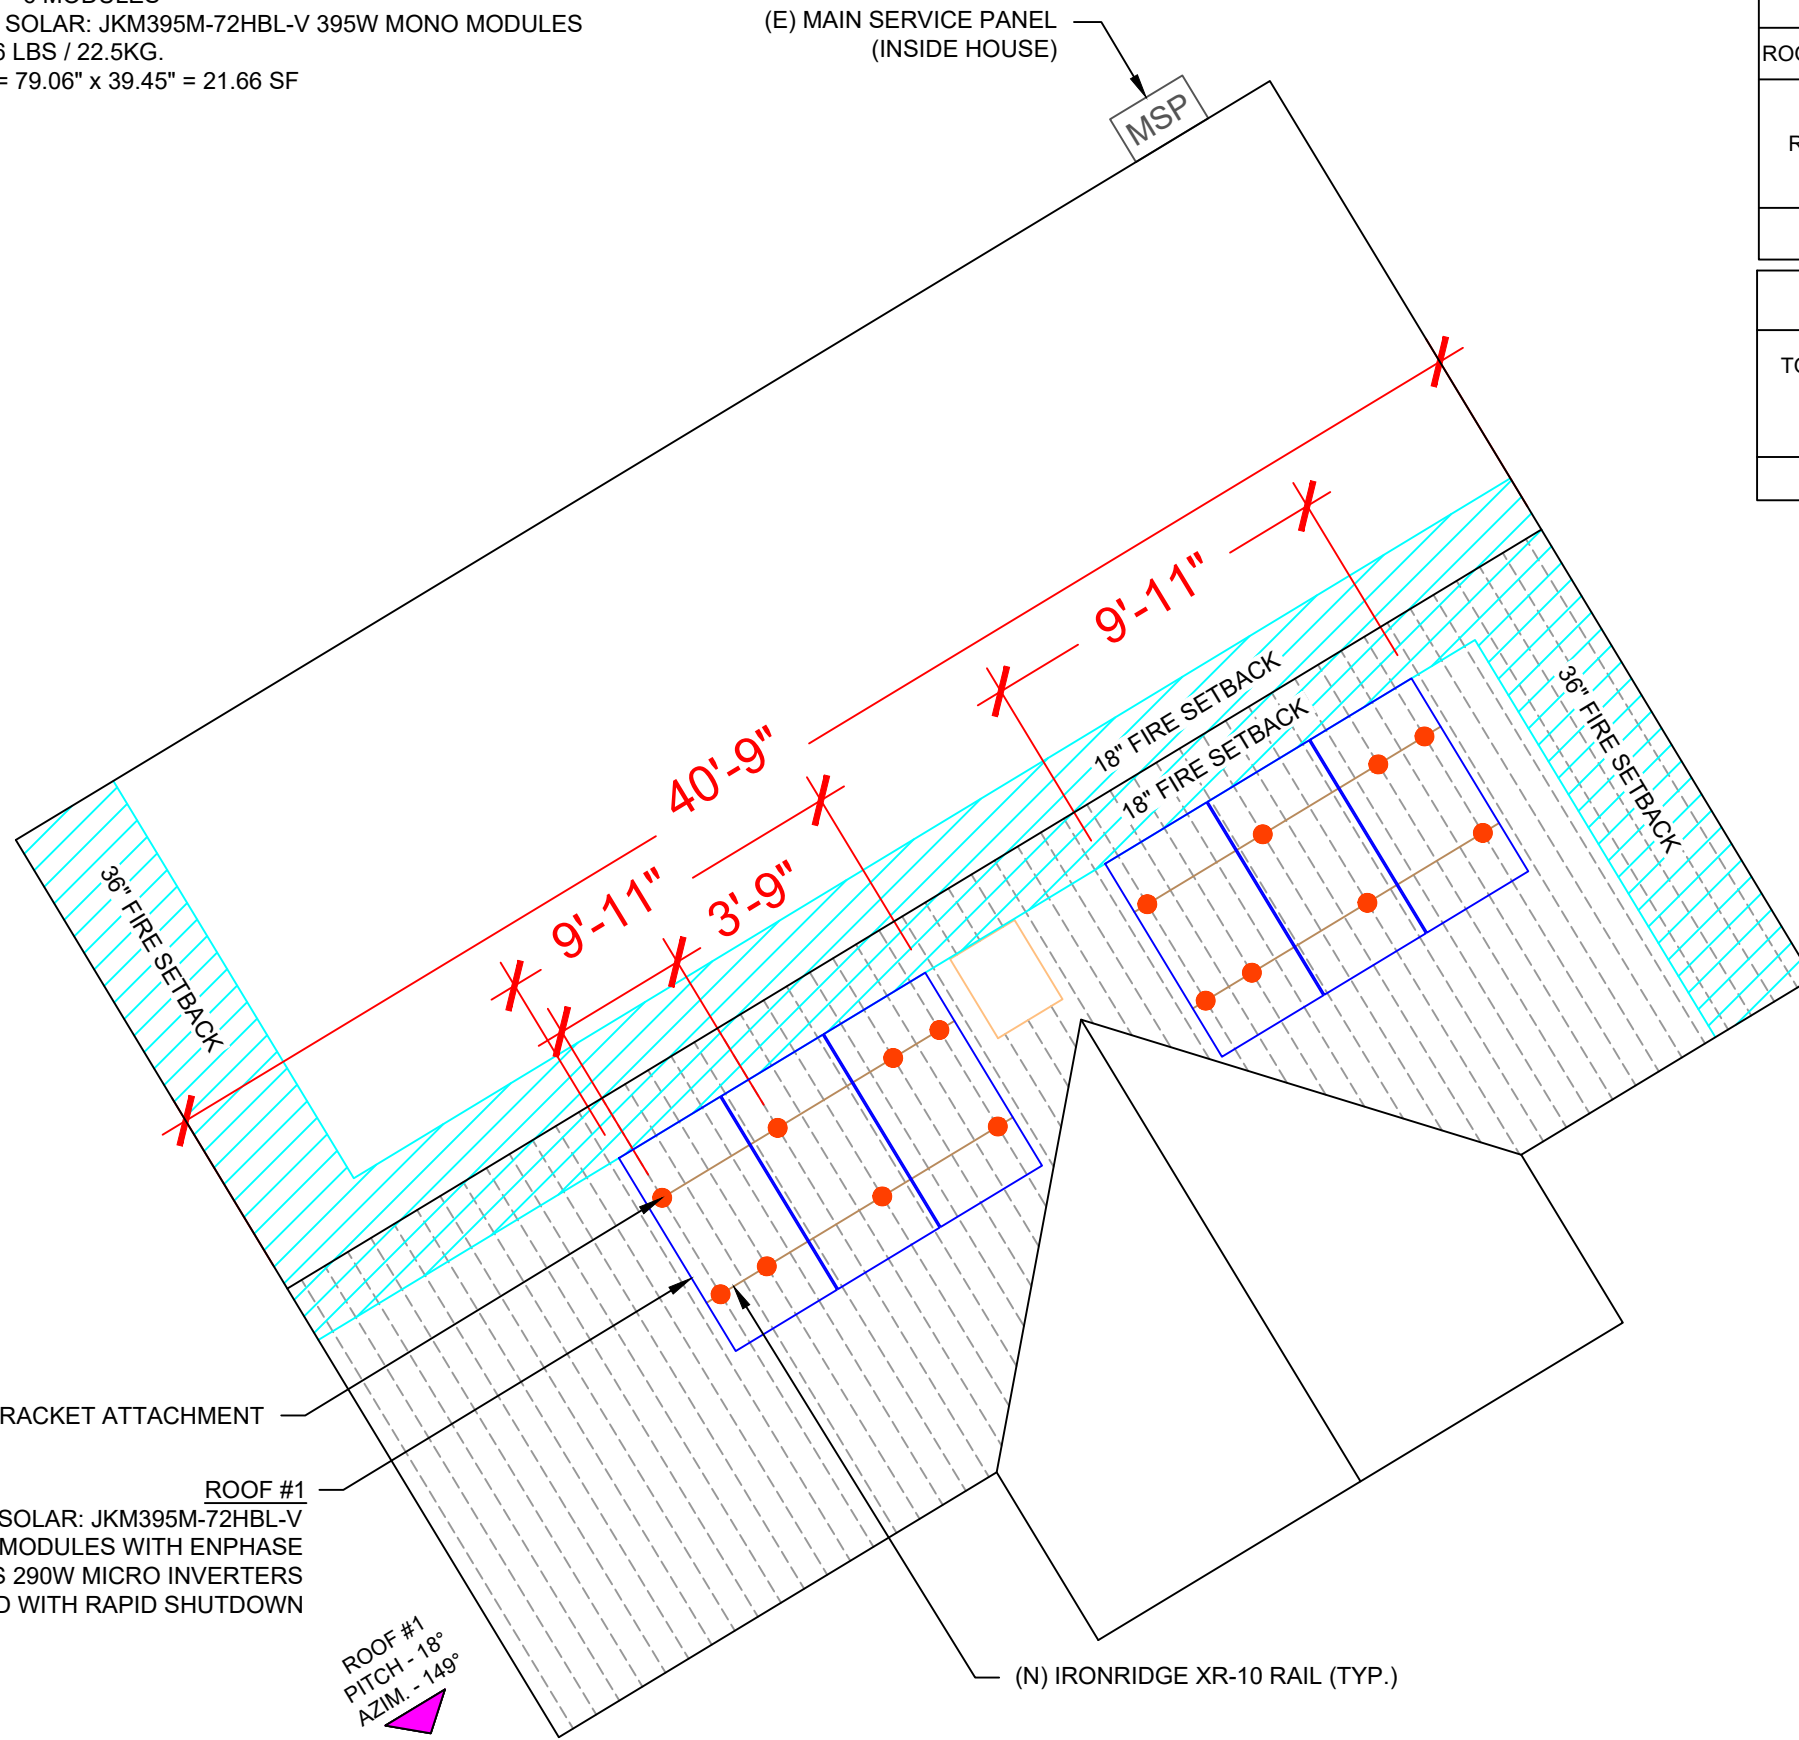 SOLAR: JKM395M-72HBL-V 395W MONO MODULES
LBS / 22.5KG.
= 79.06" x 39.45" = 21.66 SF
(E) MAIN SERVICE PANEL
(INSIDE HOUSE)
MSP
40'-9"
9'-11"
9'-11"
3'-9"
18" FIRE SETBACK
18" FIRE SETBACK
36" FIRE SETBACK
36" FIRE SETBACK
RACKET ATTACHMENT
ROOF #1
SOLAR: JKM395M-72HBL-V
MODULES WITH ENPHASE
S 290W MICRO INVERTERS
D WITH RAPID SHUTDOWN
ROOF #1
PITCH - 18°
AZIM. - 149°
(N) IRONRIDGE XR-10 RAIL (TYP.)